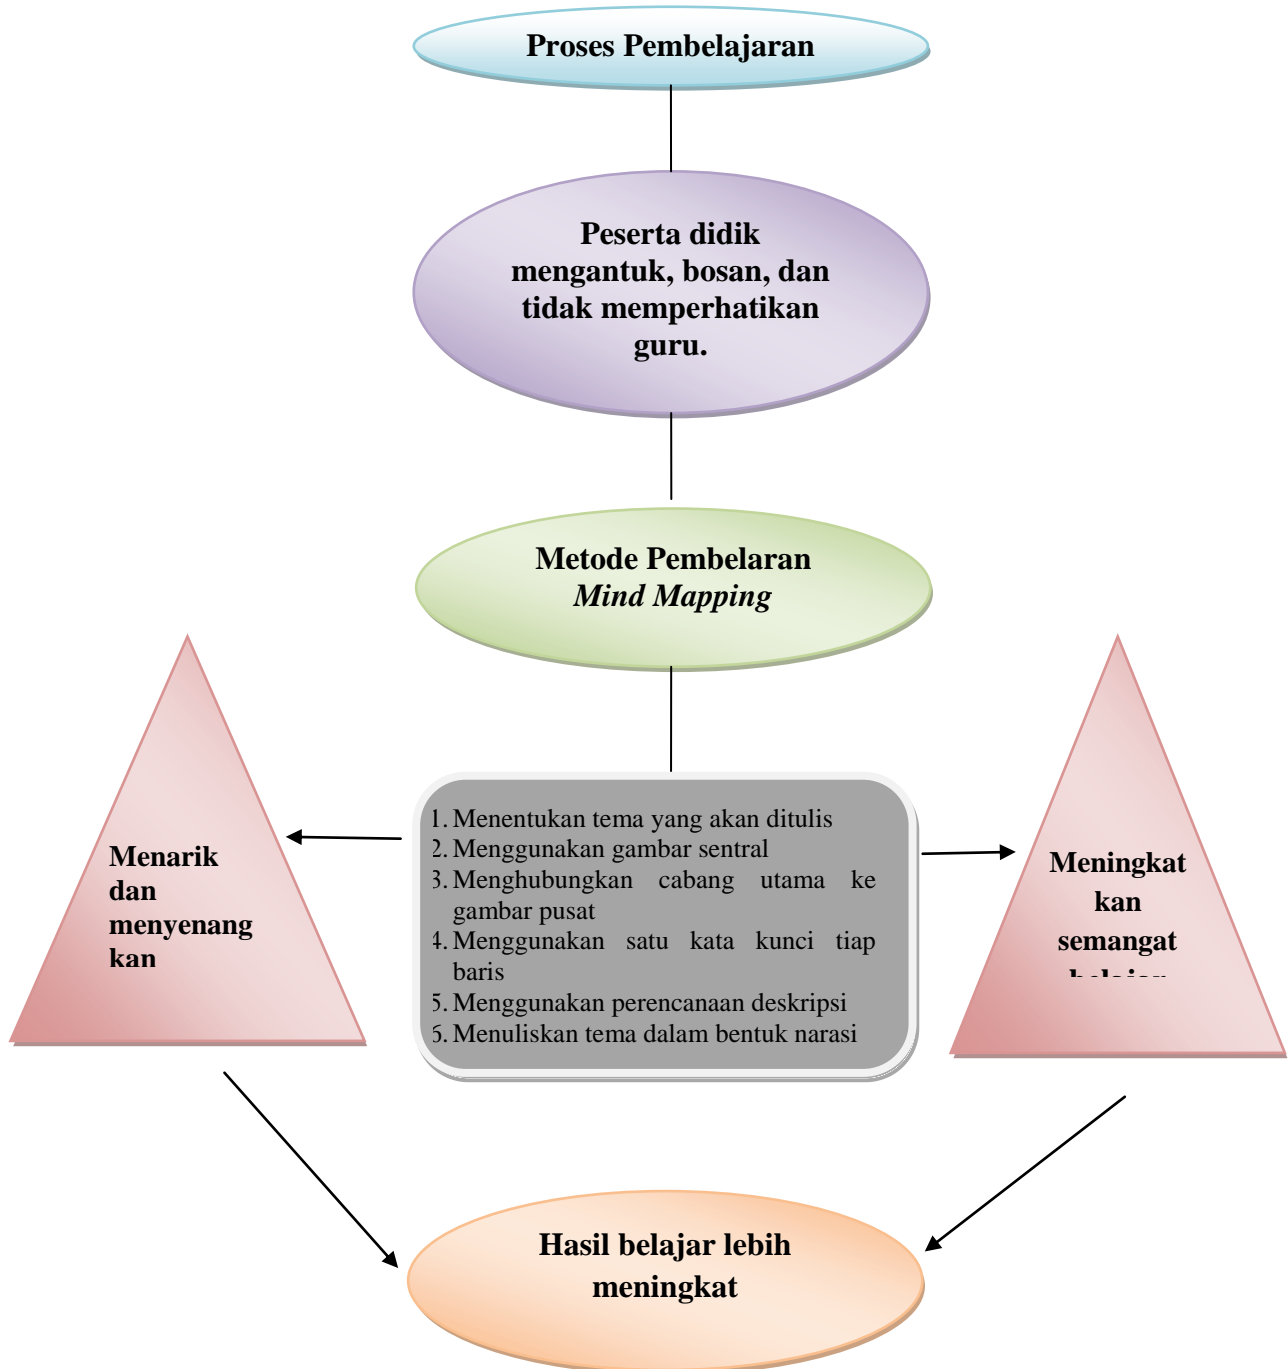 Proses Pembelajaran
Peserta didik
mengantuk, bosan, dan
tidak memperhatikan
guru.
Metode Pembelaran
Mind Mapping
1. Menentukan tema yang akan ditulis
2. Menggunakan gambar sentral
3. Menghubungkan cabang utama ke
gambar pusat
4. Menggunakan satu kata kunci tiap
baris
5. Menggunakan perencanaan deskripsi
6. Menuliskan tema dalam bentuk narasi
Menarik
dan
menyenang
kan
Meningkat
kan
semangat
belajar
Hasil belajar lebih
meningkat